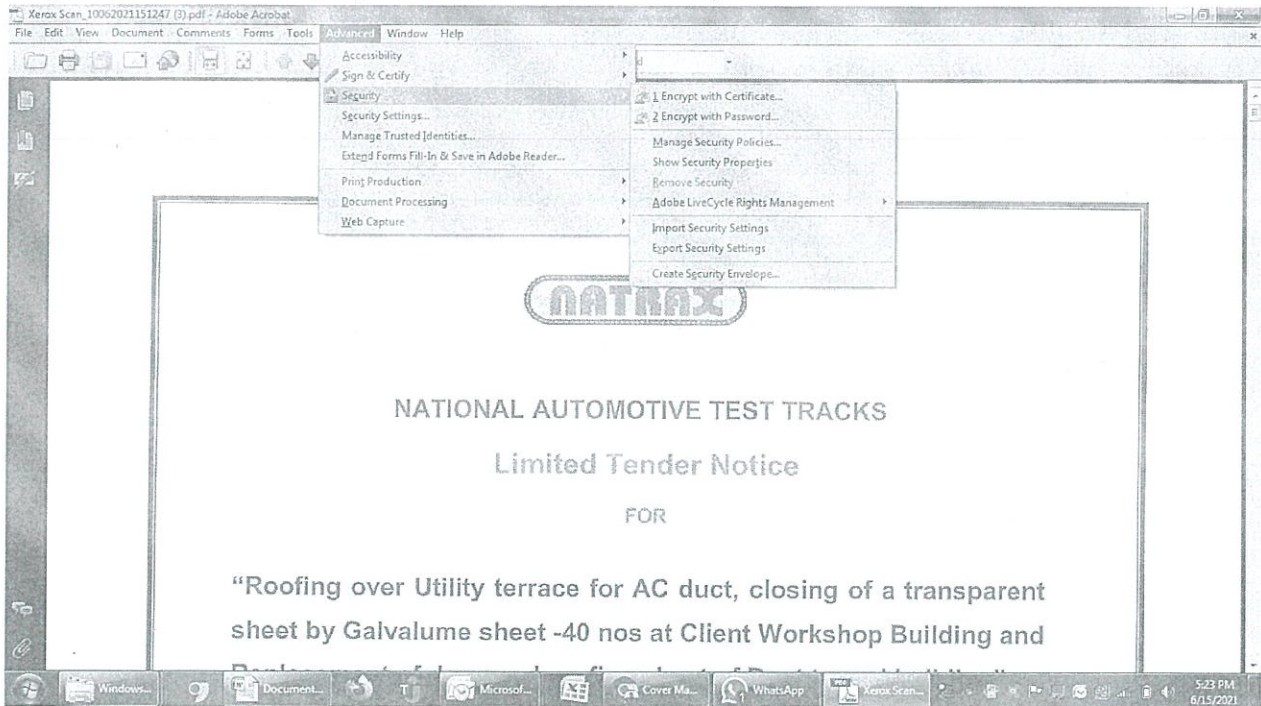 Xerox Scan_10062021151247 (3).pdf - Adobe Acrobat
File Edit View Document Comments Forms Tools Advanced Window Help
Accessibility
Sign & Certify
Security
Security Settings...
Manage Trusted Identities...
Extend Forms Fill-In & Save in Adobe Reader...
Print Production
Document Processing
Web Capture
1 Encrypt with Certificate...
2 Encrypt with Password...
Manage Security Policies...
Show Security Properties
Remove Security
Adobe LiveCycle Rights Management
Import Security Settings
Export Security Settings
Create Security Envelope...
NATRAX
NATIONAL AUTOMOTIVE TEST TRACKS
Limited Tender Notice
FOR
“Roofing over Utility terrace for AC duct, closing of a transparent
sheet by Galvalume sheet -40 nos at Client Workshop Building and
Windows... Document... Microsof... Cover Ma... WhatsApp Xerox Scan... 5:23 PM
6/15/2021